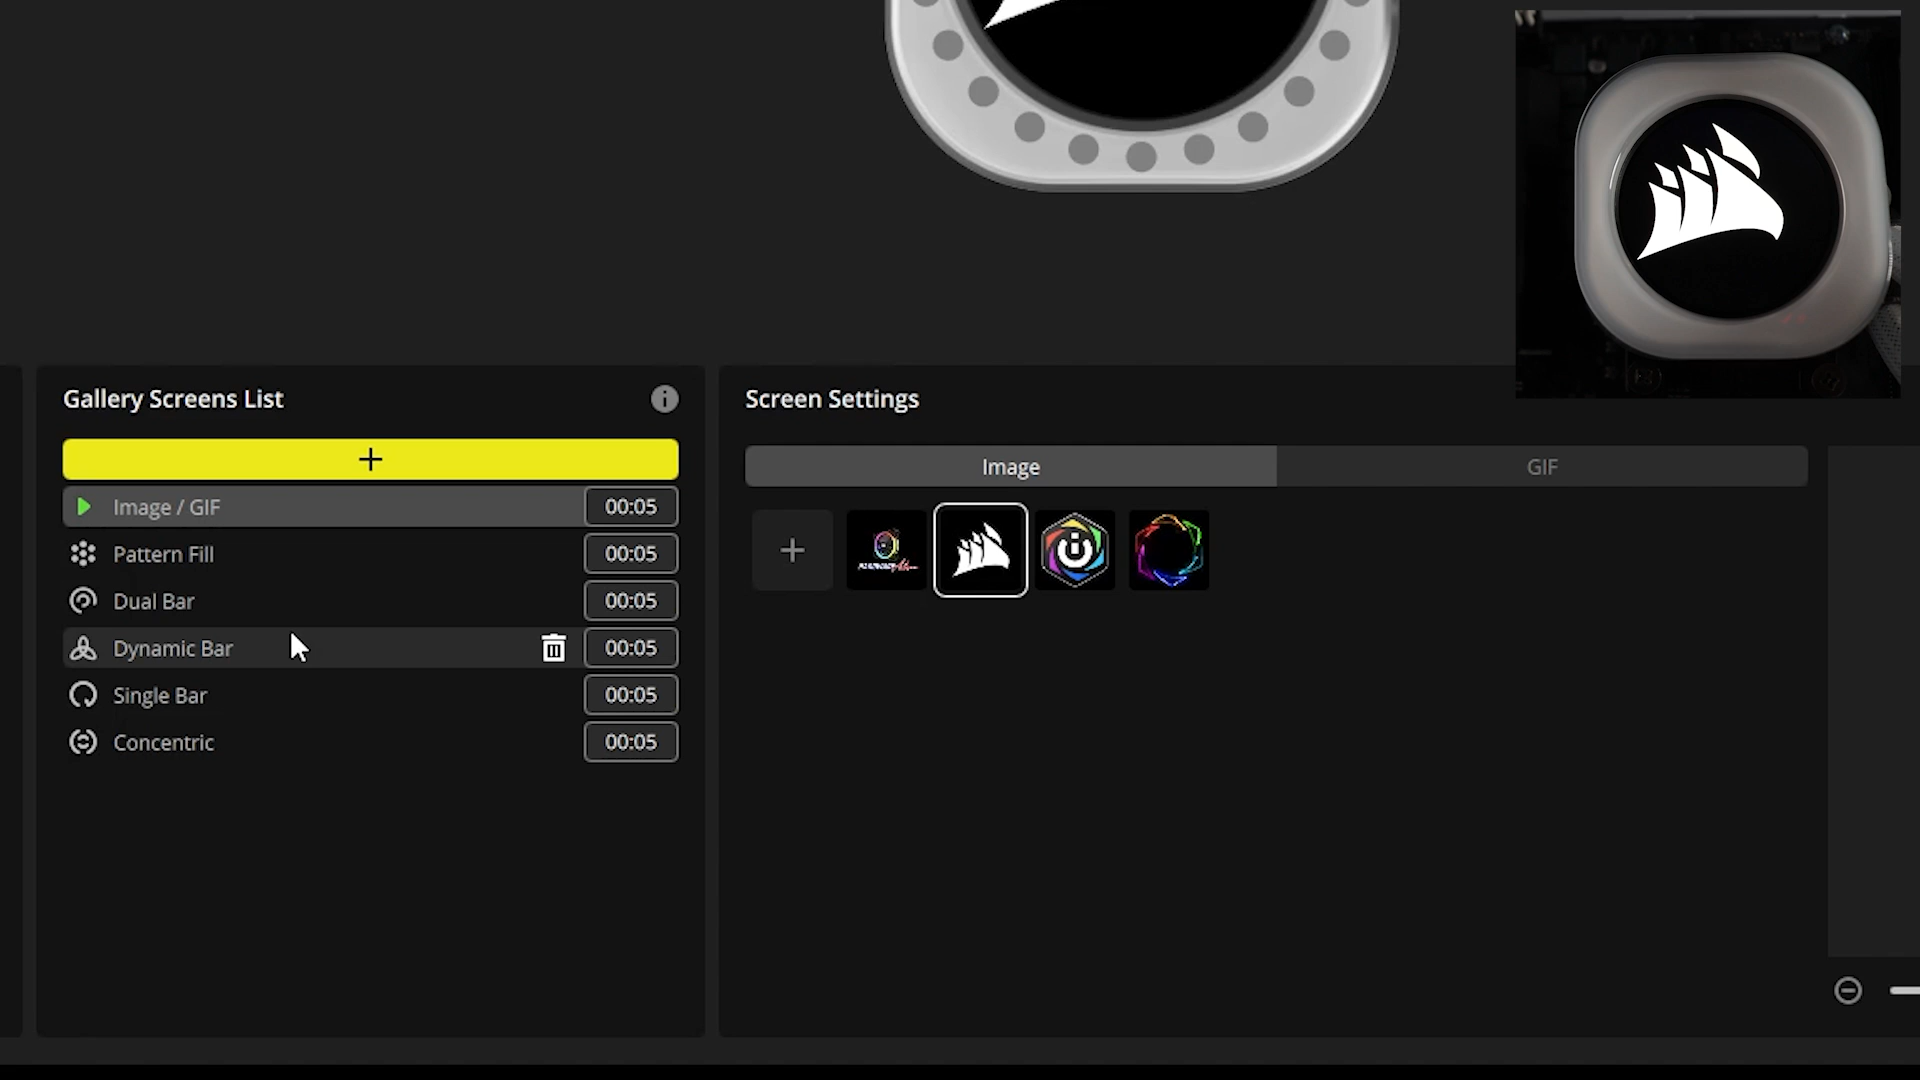 Gallery Screens List
Image / GIF 00:05
Pattern Fill 00:05
Dual Bar 00:05
Dynamic Bar 00:05
Single Bar 00:05
Concentric 00:05
Screen Settings
Image GIF